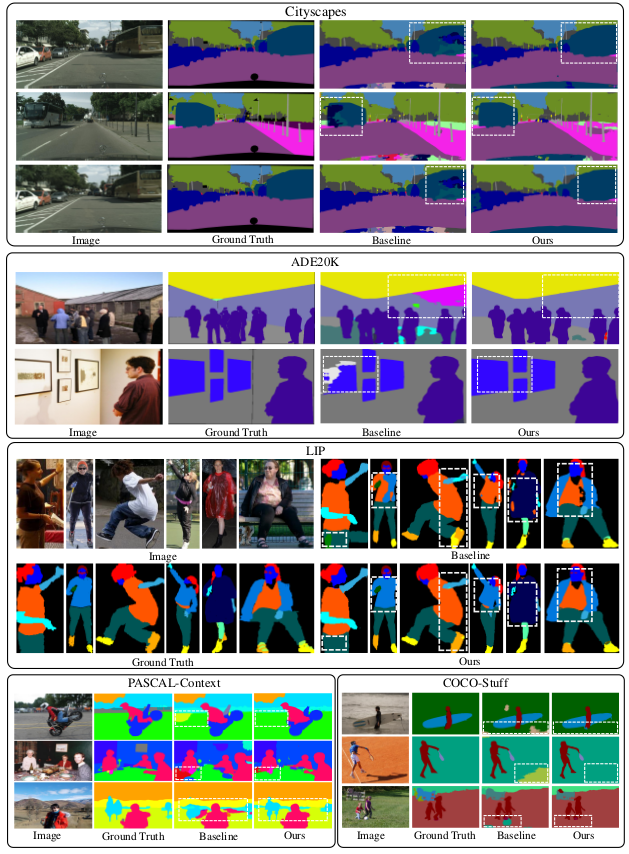 Cityscapes
Image Ground Truth Baseline Ours
ADE20K
Image Ground Truth Baseline Ours
LIP
Image Baseline
Ground Truth Ours
PASCAL-Context
Image Ground Truth Baseline Ours
COCO-Stuff
Image Ground Truth Baseline Ours